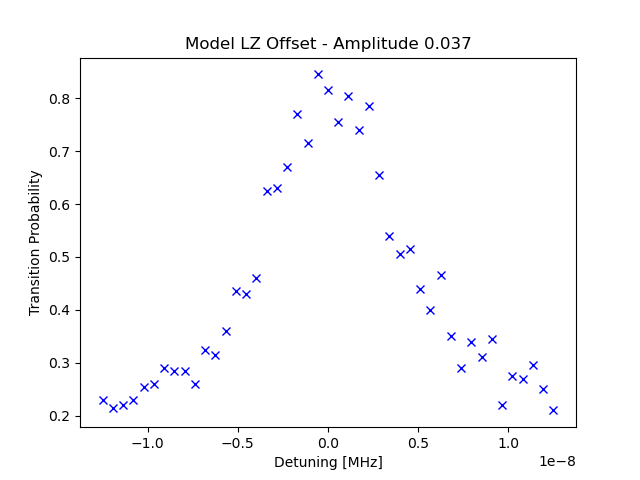 Model LZ Offset - Amplitude 0.037
Transition Probability
0.8
0.7
0.6
0.5
0.4
0.3
0.2
−1.0 −0.5 0.0 0.5 1.0
1e−8
Detuning [MHz]